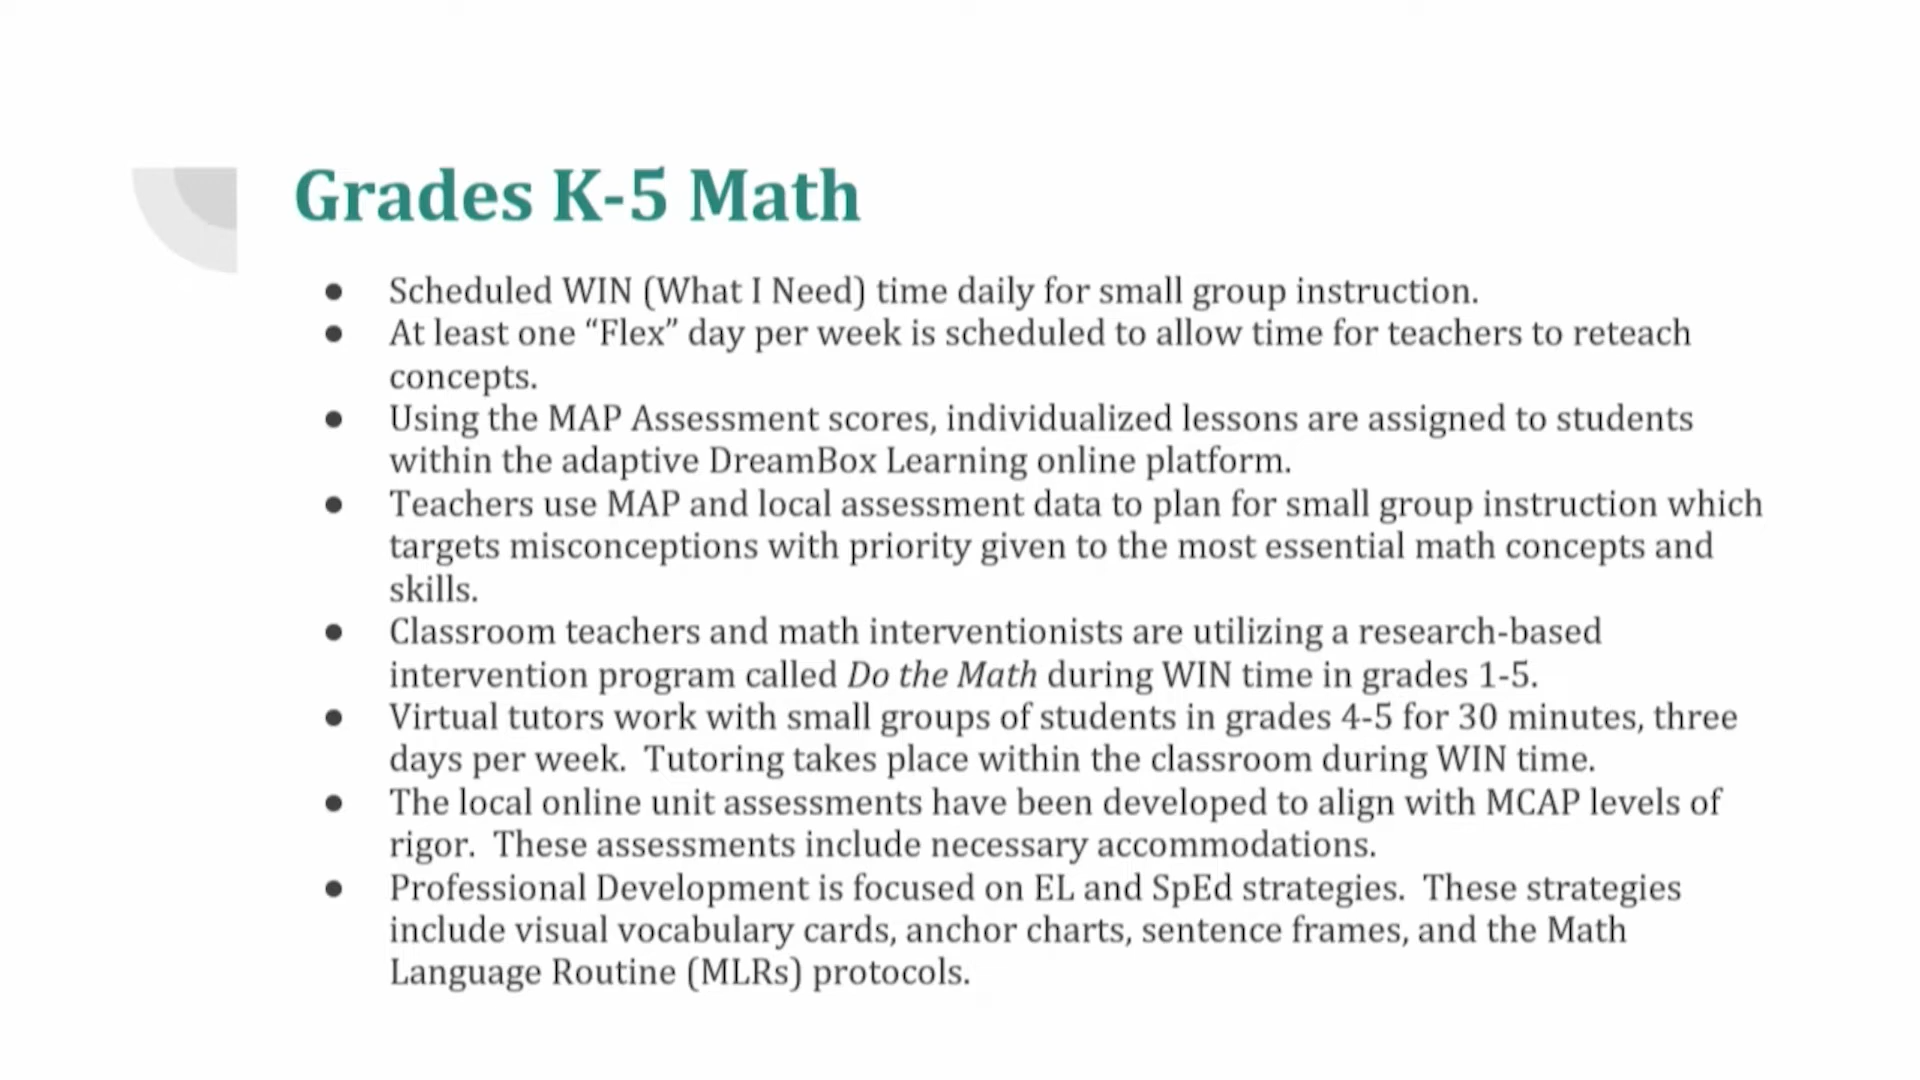 Grades K-5 Math
● Scheduled WIN (What I Need) time daily for small group instruction.
● At least one “Flex” day per week is scheduled to allow time for teachers to reteach
concepts.
● Using the MAP Assessment scores, individualized lessons are assigned to students
within the adaptive DreamBox Learning online platform.
● Teachers use MAP and local assessment data to plan for small group instruction which
targets misconceptions with priority given to the most essential math concepts and
skills.
● Classroom teachers and math interventionists are utilizing a research-based
intervention program called Do the Math during WIN time in grades 1-5.
● Virtual tutors work with small groups of students in grades 4-5 for 30 minutes, three
days per week.  Tutoring takes place within the classroom during WIN time.
● The local online unit assessments have been developed to align with MCAP levels of
rigor.  These assessments include necessary accommodations.
● Professional Development is focused on EL and SpEd strategies.  These strategies
include visual vocabulary cards, anchor charts, sentence frames, and the Math
Language Routine (MLRs) protocols.